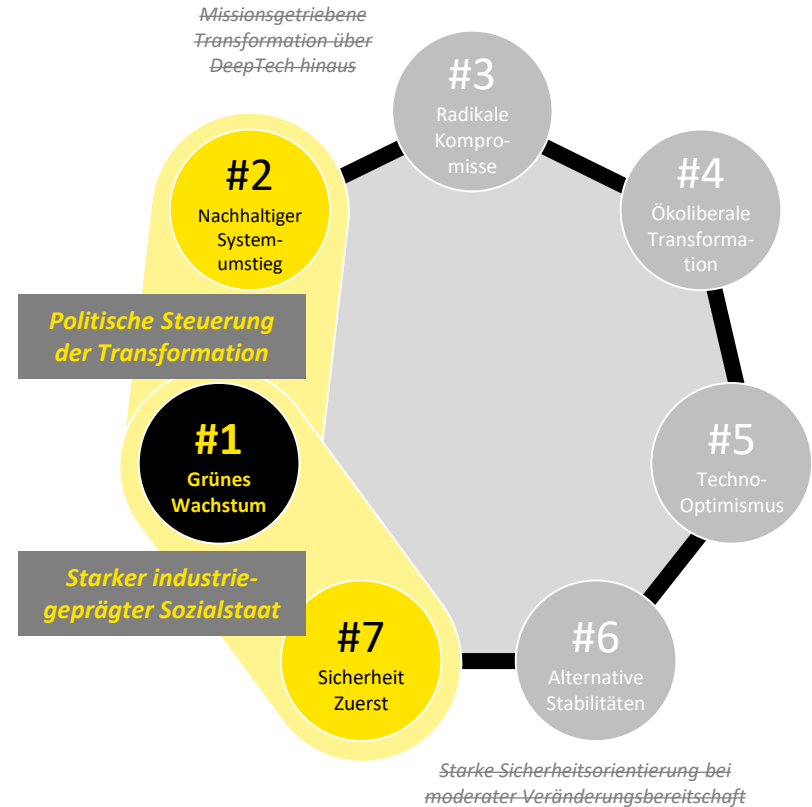 Missionsgetriebene
Transformation über
DeepTech hinaus
#3
Radikale
Kompro-
misse
#2
Nachhaltiger
System-
umstieg
#4
Ökoliberale
Transforma-
tion
Politische Steuerung
der Transformation
#1
Grünes
Wachstum
#5
Techno-
Optimismus
Starker industrie-
geprägter Sozialstaat
#7
Sicherheit
Zuerst
#6
Alternative
Stabilitäten
Starke Sicherheitsorientierung bei
moderater Veränderungsbereitschaft